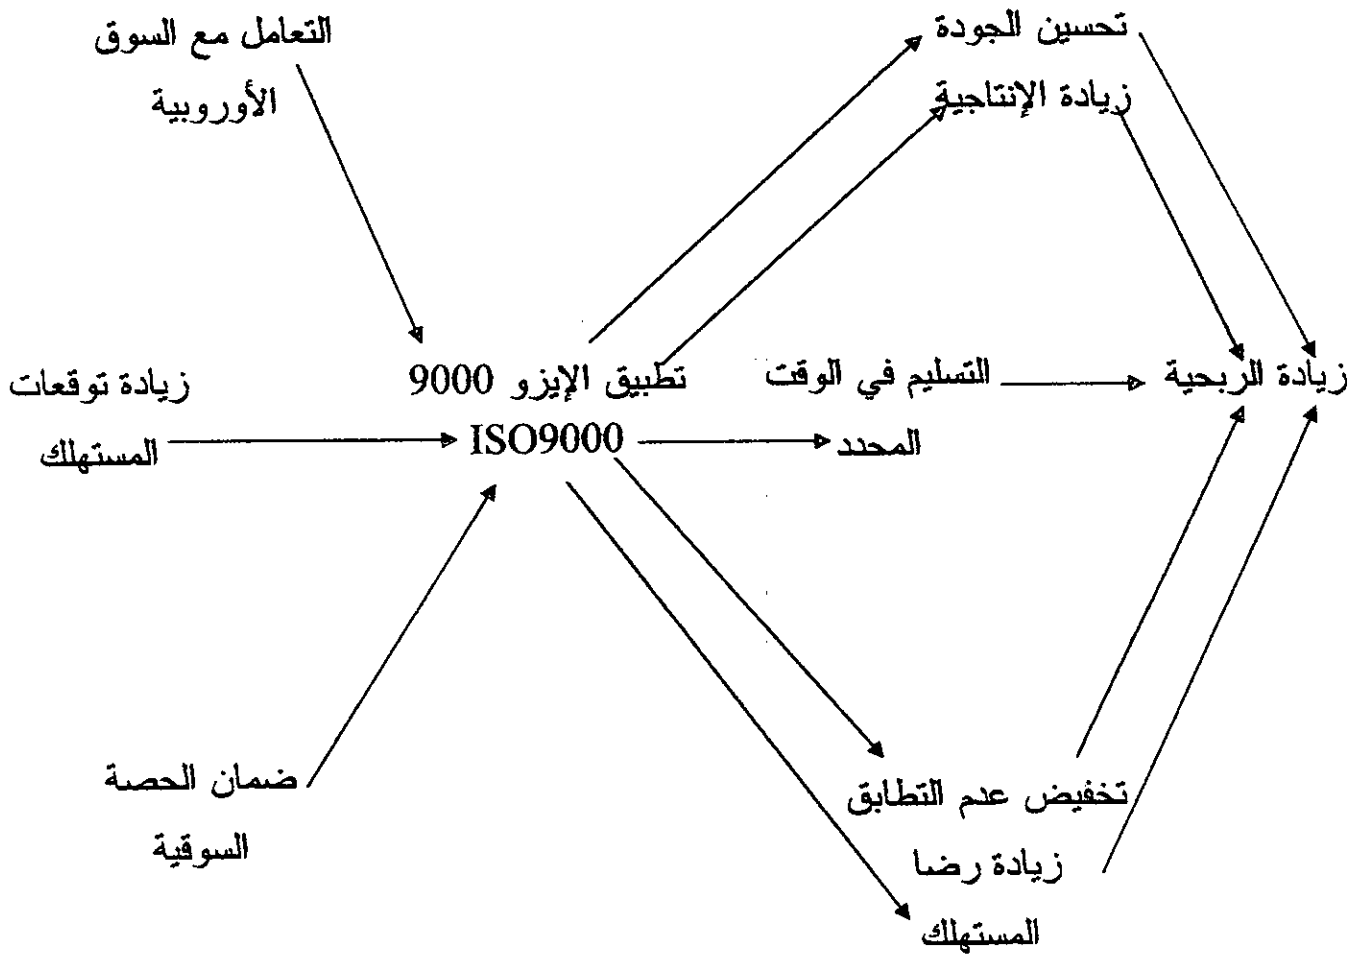 التعامل مع السوق
الأوروبية
تحسين الجودة
زيادة الإنتاجية
زيادة توقعات
المستهلك
تطبيق الإيزو 9000
ISO9000
التسليم في الوقت
المحدد
زيادة الربحية
ضمان الحصة
السوقية
تخفيض عدم التطابق
زيادة رضا
المستهلك